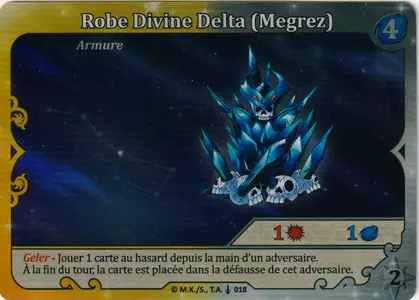 Robe Divine Delta (Megrez)
4
Armure
1 1
Geler - Jouer 1 carte au hasard depuis la main d'un adversaire.
À la fin du tour, la carte est placée dans la défausse de cet adversaire.
2
© M.K./S., T.A. 018